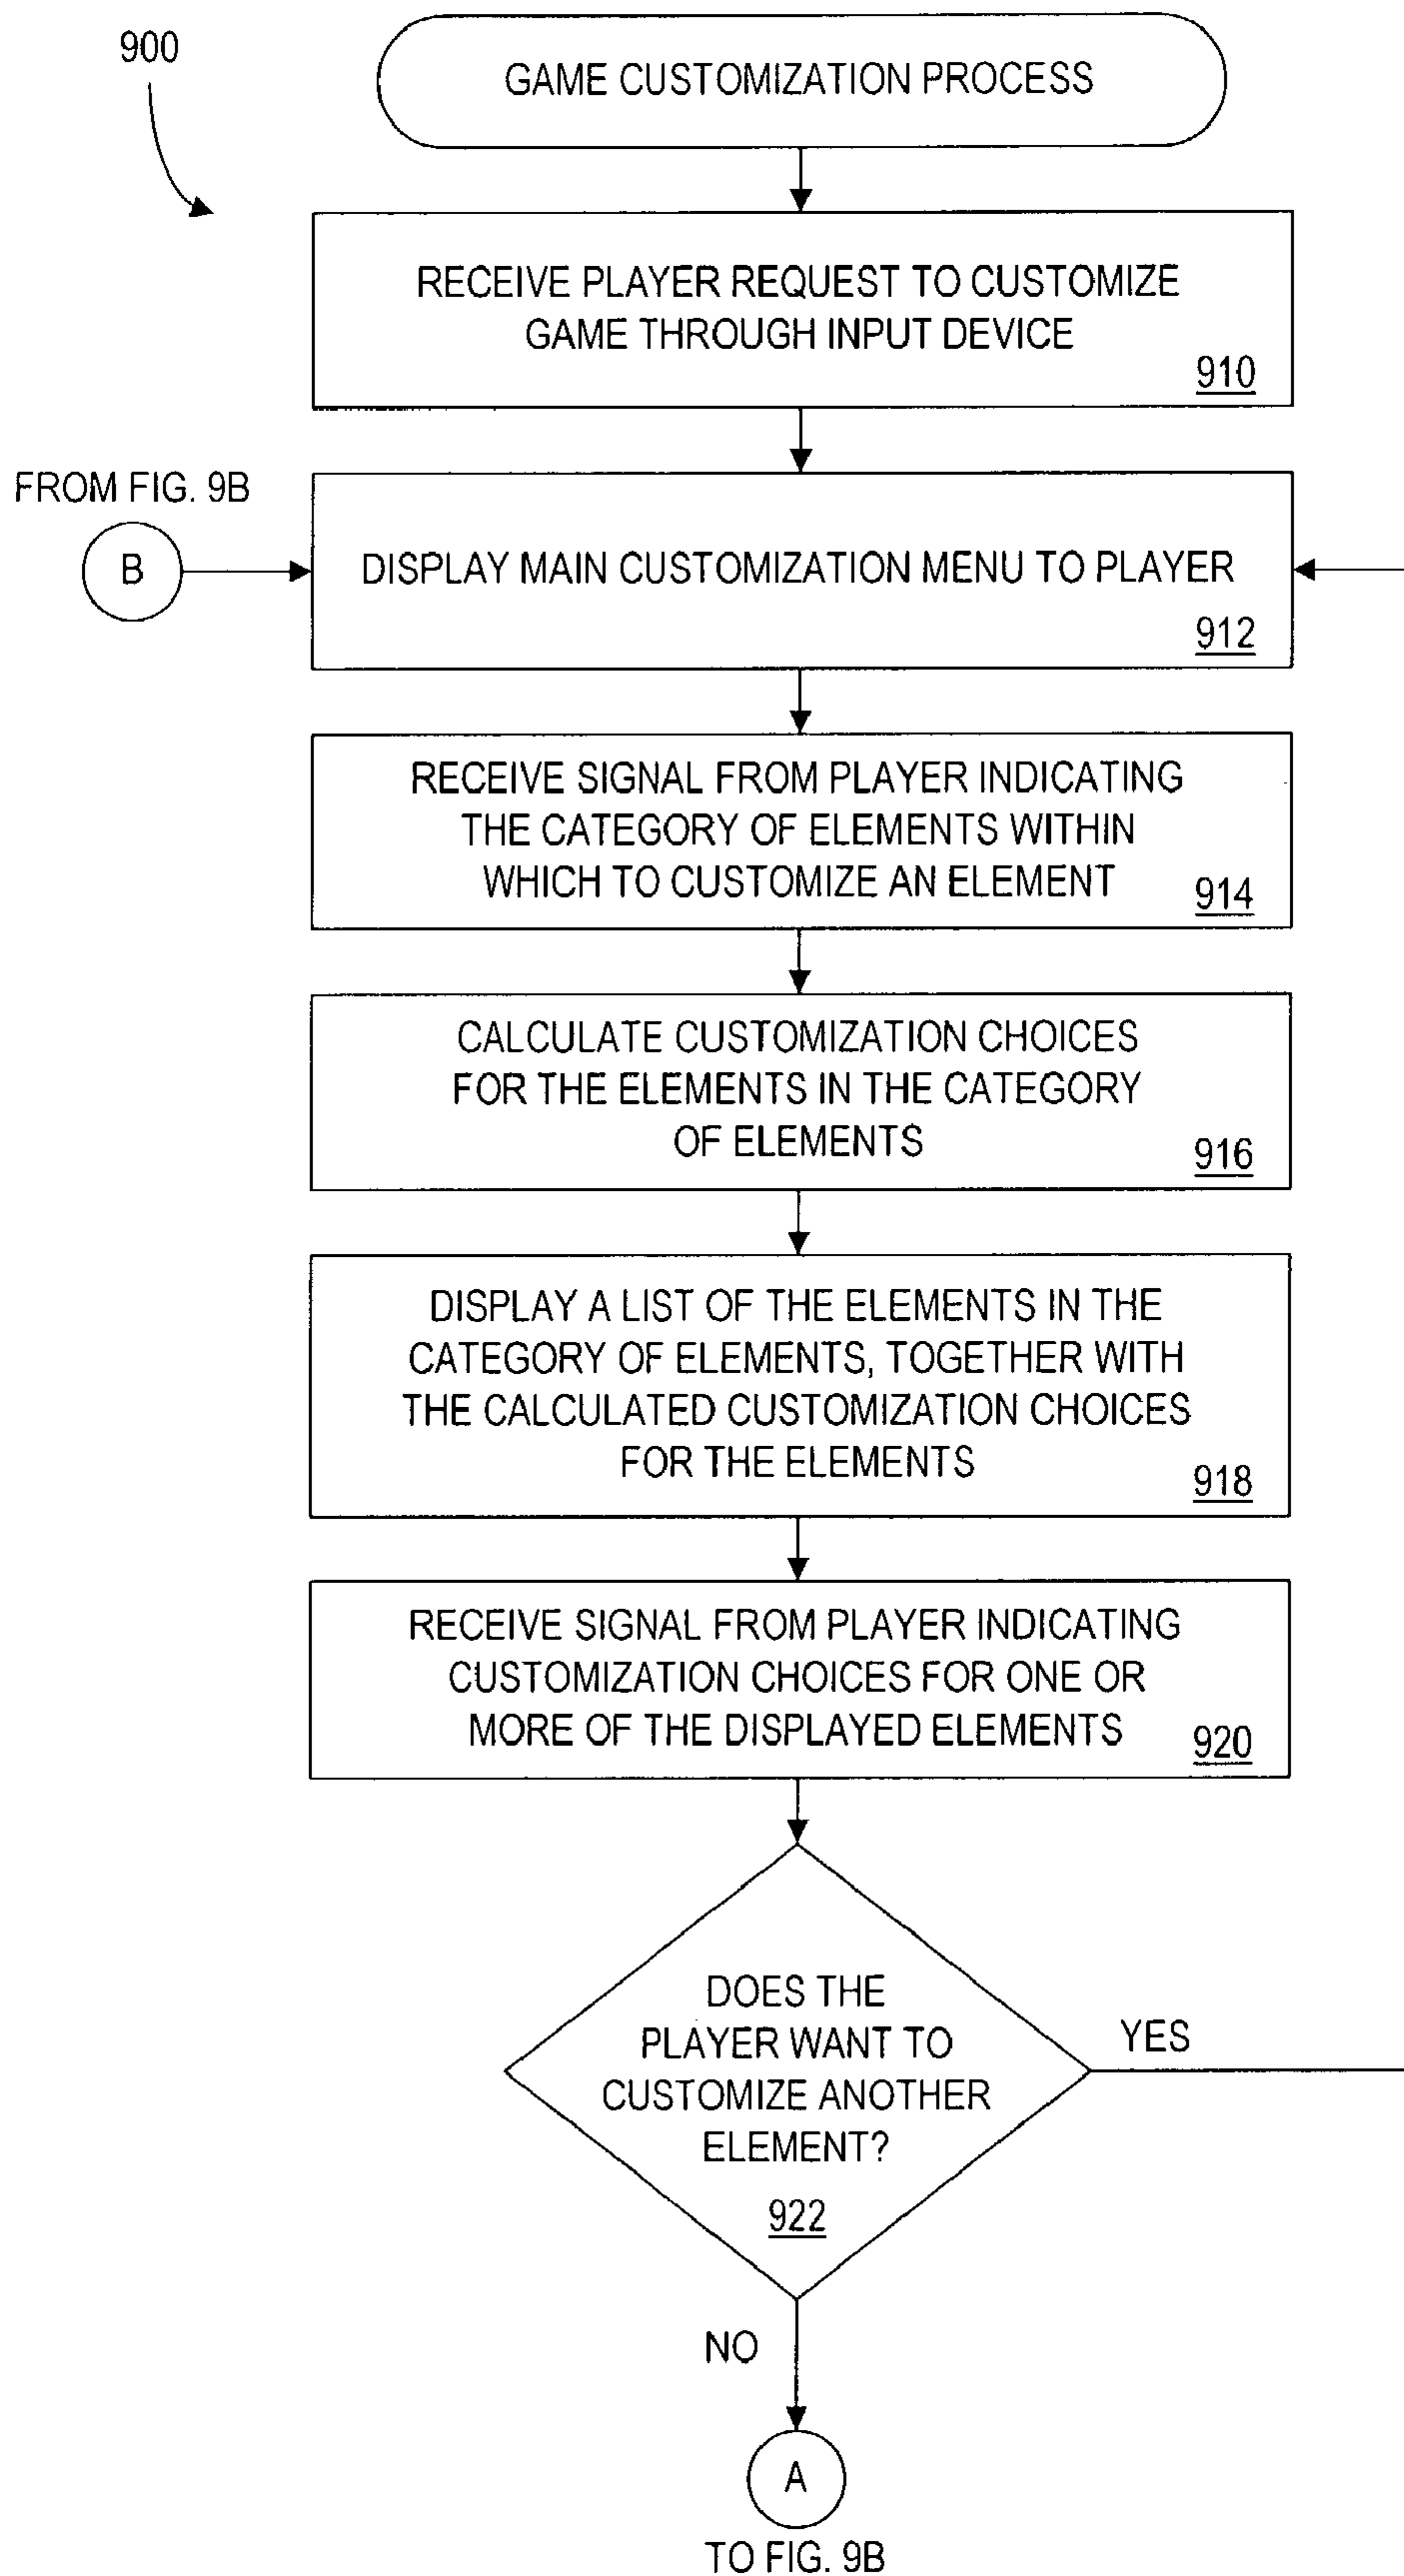 900
GAME CUSTOMIZATION PROCESS
RECEIVE PLAYER REQUEST TO CUSTOMIZE
GAME THROUGH INPUT DEVICE
910
FROM FIG. 9B
B
DISPLAY MAIN CUSTOMIZATION MENU TO PLAYER
912
RECEIVE SIGNAL FROM PLAYER INDICATING
THE CATEGORY OF ELEMENTS WITHIN
WHICH TO CUSTOMIZE AN ELEMENT
914
CALCULATE CUSTOMIZATION CHOICES
FOR THE ELEMENTS IN THE CATEGORY
OF ELEMENTS
916
DISPLAY A LIST OF THE ELEMENTS IN THE
CATEGORY OF ELEMENTS, TOGETHER WITH
THE CALCULATED CUSTOMIZATION CHOICES
FOR THE ELEMENTS
918
RECEIVE SIGNAL FROM PLAYER INDICATING
CUSTOMIZATION CHOICES FOR ONE OR
MORE OF THE DISPLAYED ELEMENTS
920
DOES THE
PLAYER WANT TO
CUSTOMIZE ANOTHER
ELEMENT?
922
YES
NO
A
TO FIG. 9B